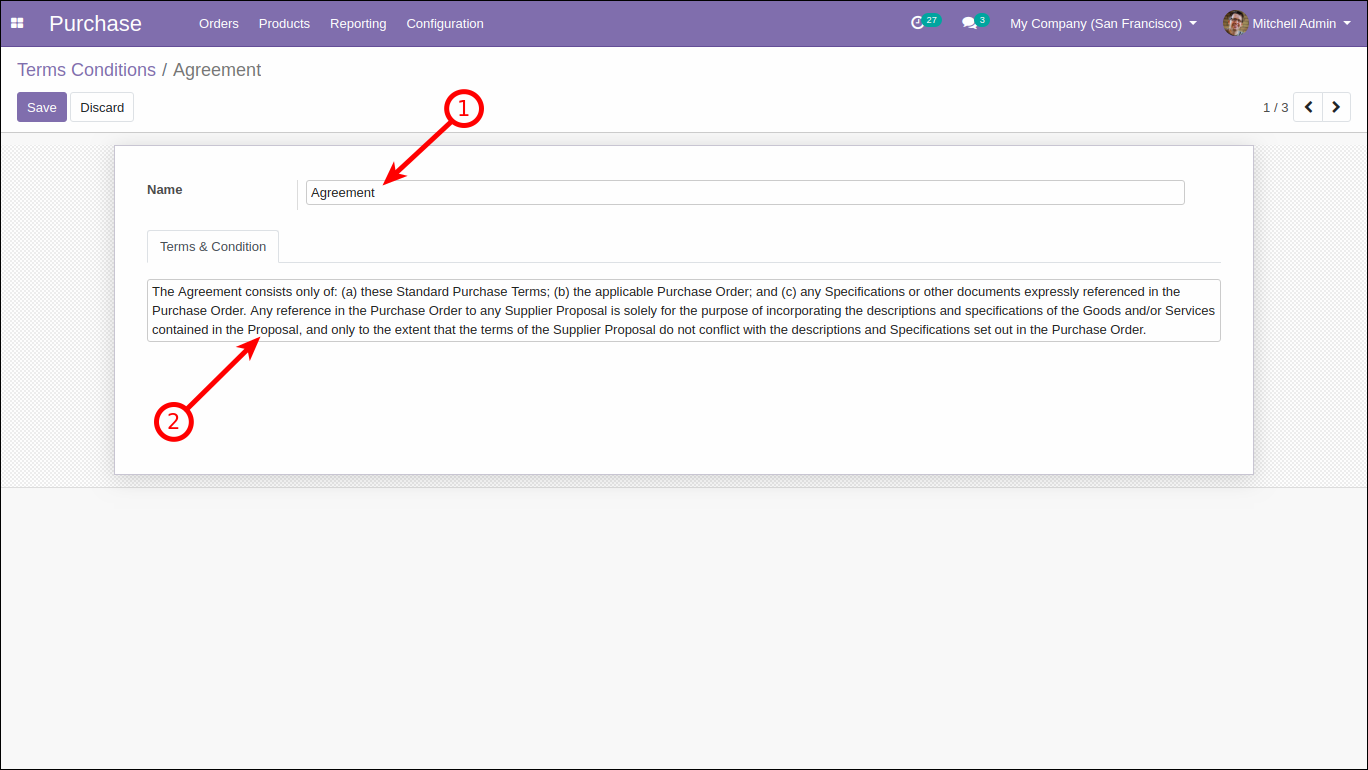 Purchase
Orders Products Reporting Configuration
27 3 My Company (San Francisco) Mitchell Admin
Terms Conditions / Agreement
Save Discard
1 / 3
1
Name
Agreement
Terms & Condition
The Agreement consists only of: (a) these Standard Purchase Terms; (b) the applicable Purchase Order; and (c) any Specifications or other documents expressly referenced in the
Purchase Order. Any reference in the Purchase Order to any Supplier Proposal is solely for the purpose of incorporating the descriptions and specifications of the Goods and/or Services
contained in the Proposal, and only to the extent that the terms of the Supplier Proposal do not conflict with the descriptions and Specifications set out in the Purchase Order.
2